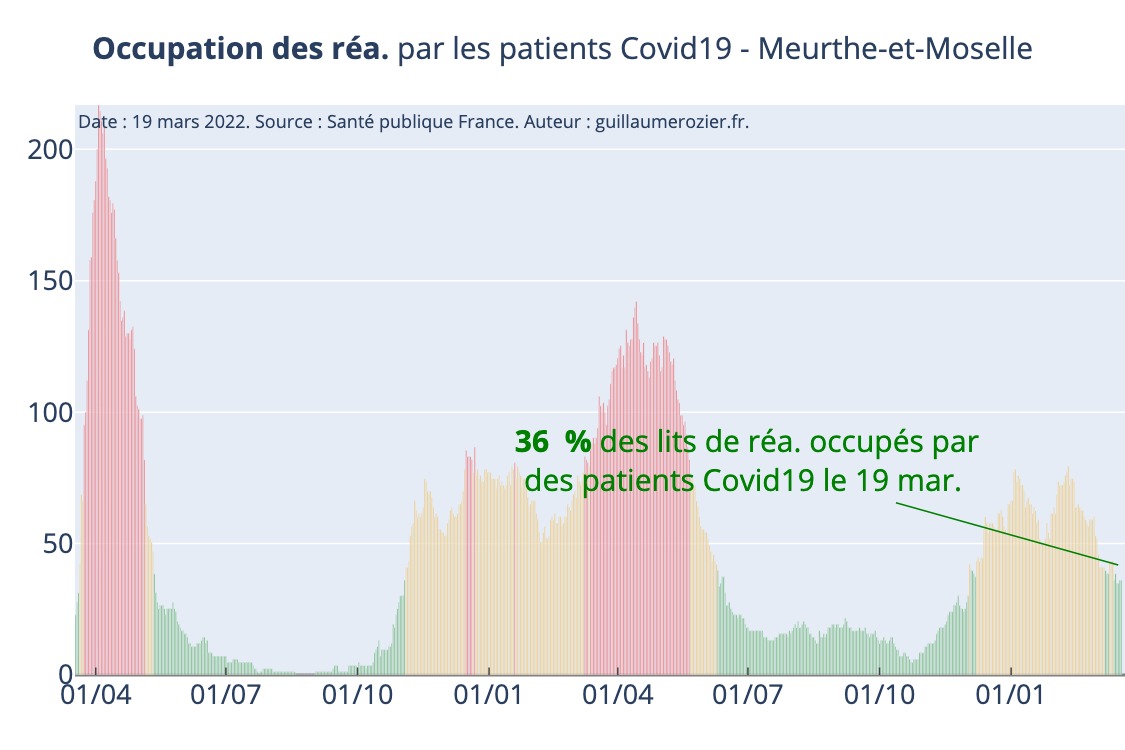 Occupation des réa. par les patients Covid19 - Meurthe-et-Moselle
Date : 19 mars 2022. Source : Santé publique France. Auteur : guillaumerozier.fr.
200
150
100
36 % des lits de réa. occupés par
des patients Covid19 le 19 mar.
50
0
01/04 01/07 01/10 01/01 01/04 01/07 01/10 01/01